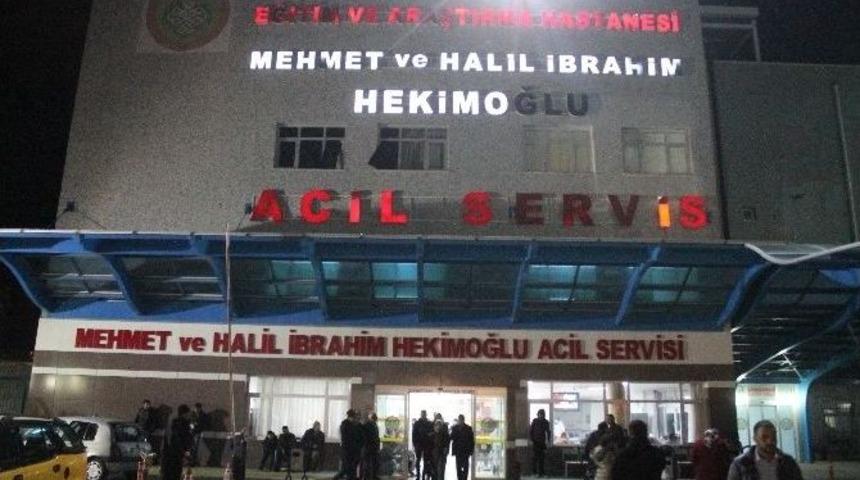 EĞİTİM VE ARAŞTIRMA HASTANESİ
MEHMET ve HALİL İBRAHİM
HEKİMOĞLU
ACİL SERVİS
MEHMET ve HALİL İBRAHİM HEKİMOĞLU ACİL SERVİSİ